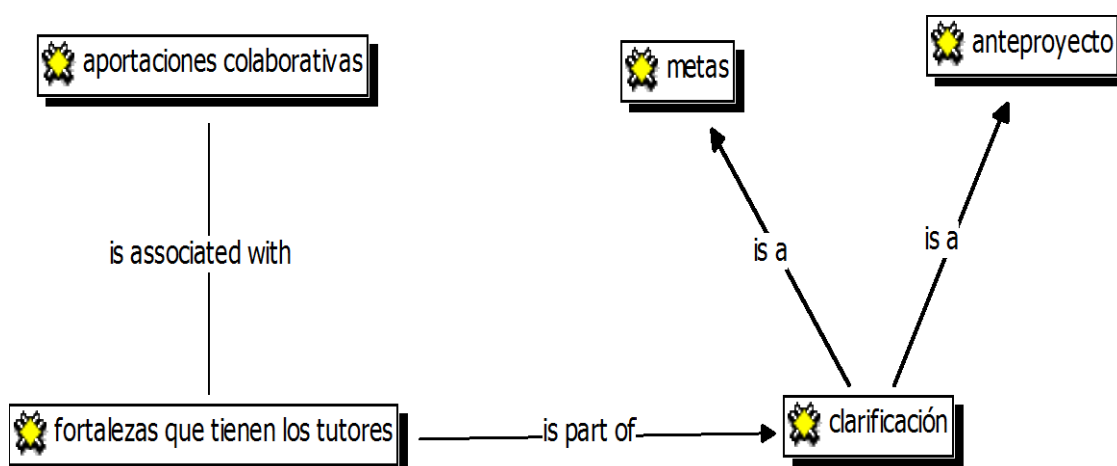 aportaciones colaborativas
metas
anteproyecto
is associated with
is a
is a
fortalezas que tienen los tutores
is part of
clarificación